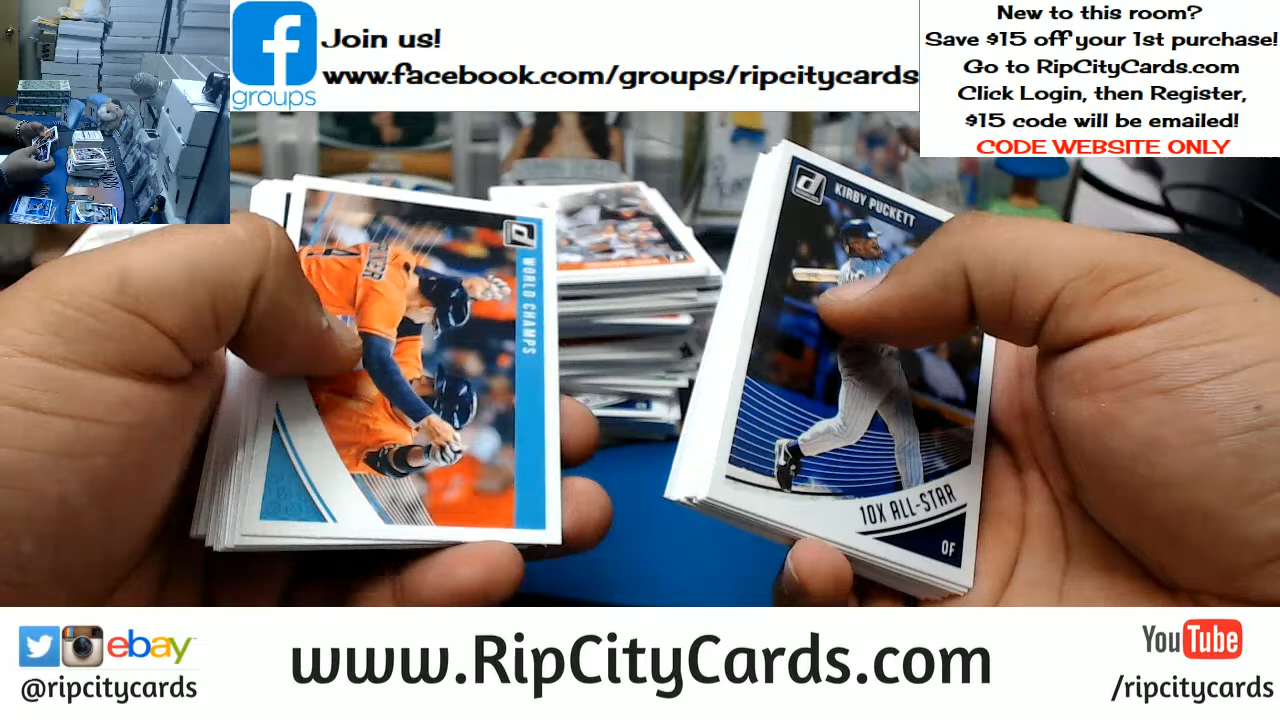 Join us!
www.facebook.com/groups/ripcitycards
groups
New to this room?
Save $15 off your 1st purchase!
Go to RipCityCards.com
Click Login, then Register,
$15 code will be emailed!
CODE WEBSITE ONLY
WORLD CHAMPS
KIRBY PUCKETT
10X ALL-STAR
OF
ebay
@ripcitycards
www.RipCityCards.com
YouTube
/ripcitycards